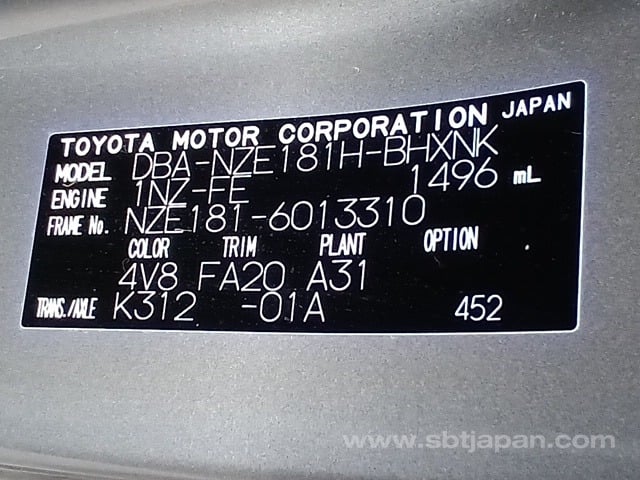 TOYOTA MOTOR CORPORATION JAPAN
MODEL DBA-NZE181H-BHXNK
ENGINE 1NZ-FE 1496 mL
FRAME No. NZE181-6013310
COLOR TRIM PLANT OPTION
4V8 FA20 A31
TRANS./AXLE K312 -01A 452
www.sbtjapan.com